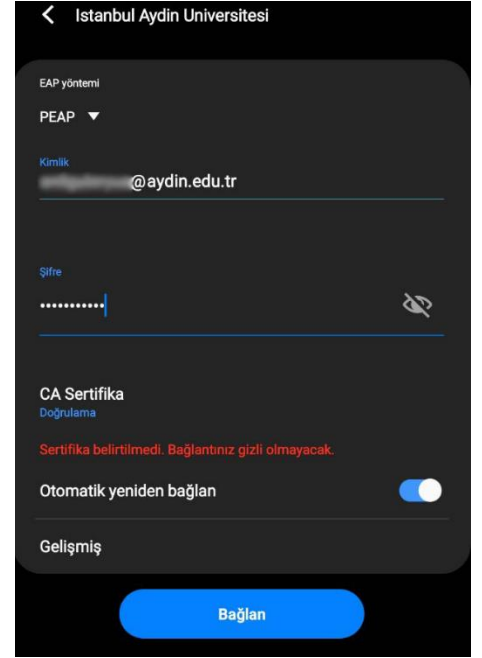 Istanbul Aydin Universitesi
EAP yöntemi
PEAP
Kimlik
@aydin.edu.tr
Şifre
•••••••••••
CA Sertifika
Doğrulama
Sertifika belirtilmedi. Bağlantınız gizli olmayacak.
Otomatik yeniden bağlan
Gelişmiş
Bağlan